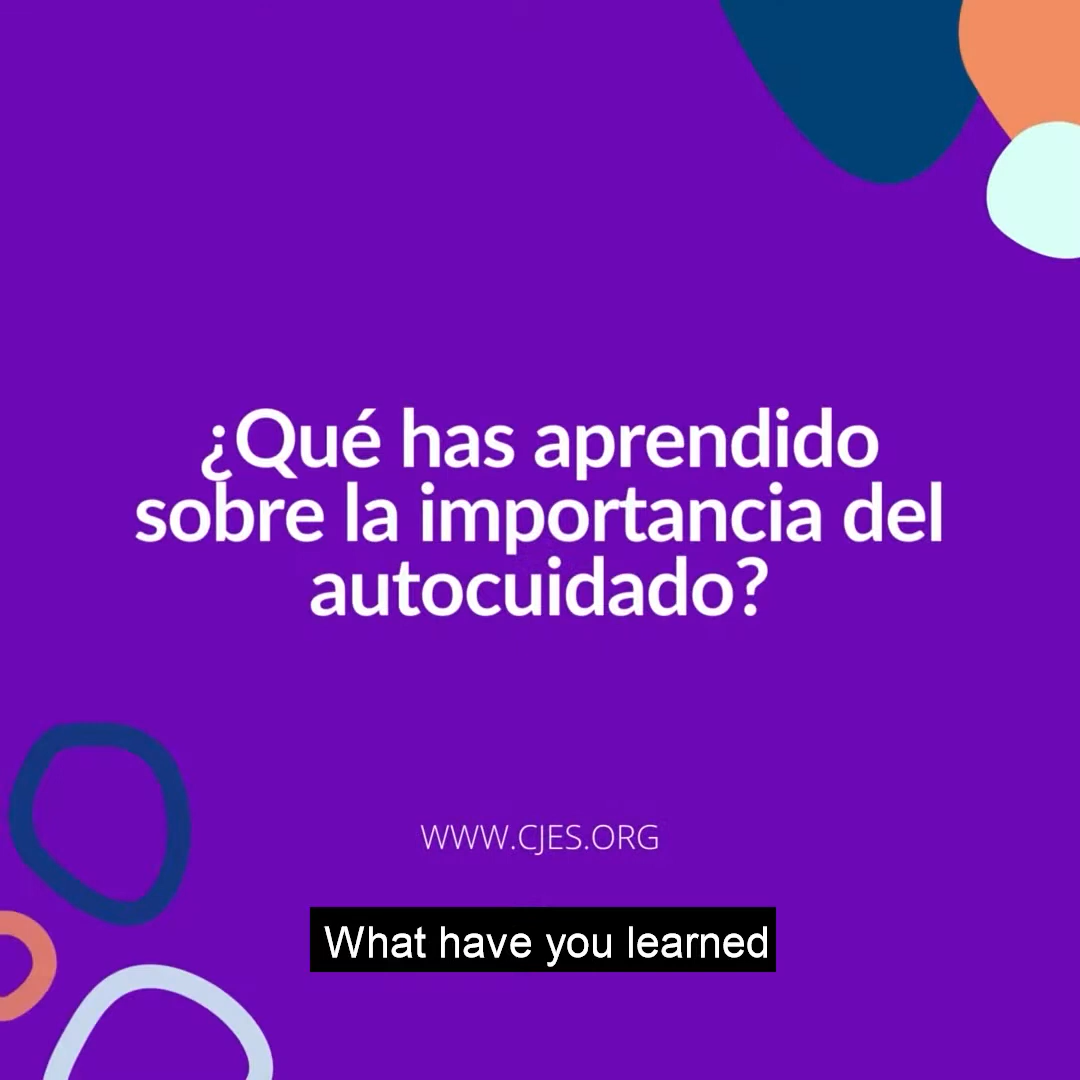 ¿Qué has aprendido
sobre la importancia del
autocuidado?
WWW.CJES.ORG
What have you learned